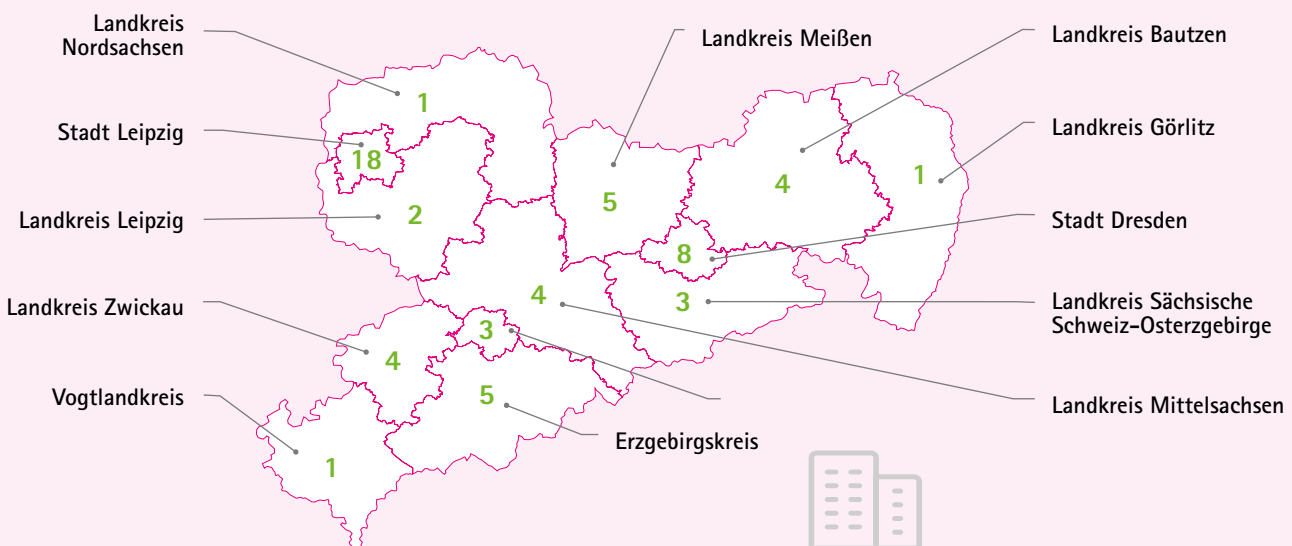 Landkreis
Nordsachsen
Landkreis Meißen
Landkreis Bautzen
1
Stadt Leipzig
18
Landkreis Görlitz
1
4
5
Landkreis Leipzig
2
Stadt Dresden
8
Landkreis Zwickau
4
3
Landkreis Sächsische
Schweiz-Osterzgebirge
3
4
Vogtlandkreis
5
Landkreis Mittelsachsen
Erzgebirgskreis
1